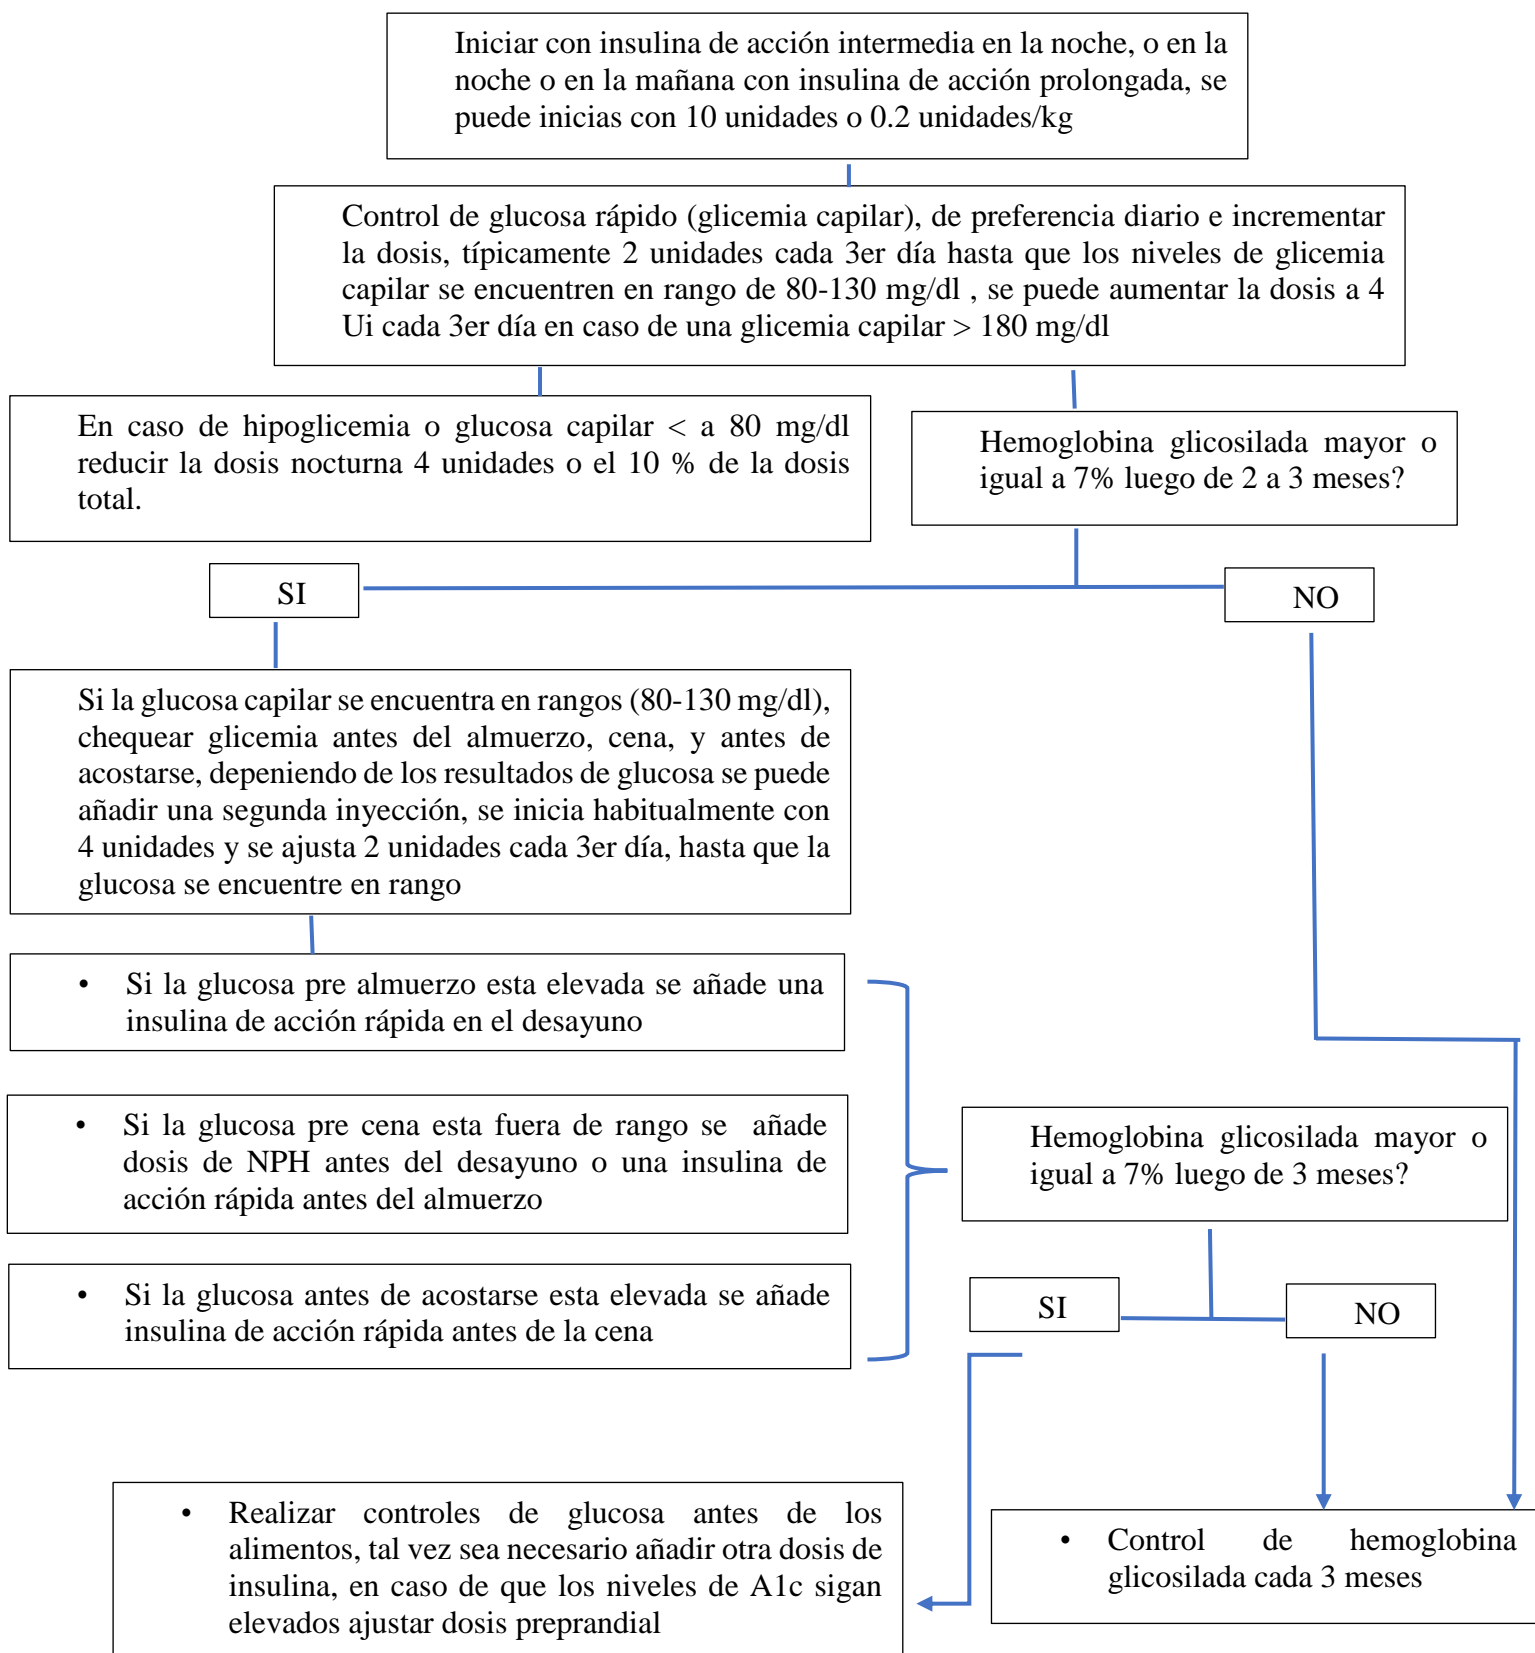 Iniciar con insulina de acción intermedia en la noche, o en la
noche o en la mañana con insulina de acción prolongada, se
puede inicias con 10 unidades o 0.2 unidades/kg
Control de glucosa rápido (glicemia capilar), de preferencia diario e incrementar
la dosis, típicamente 2 unidades cada 3er día hasta que los niveles de glicemia
capilar se encuentren en rango de 80-130 mg/dl , se puede aumentar la dosis a 4
Ui cada 3er día en caso de una glicemia capilar > 180 mg/dl
En caso de hipoglicemia o glucosa capilar < a 80 mg/dl
reducir la dosis nocturna 4 unidades o el 10 % de la dosis
total.
Hemoglobina glicosilada mayor o
igual a 7% luego de 2 a 3 meses?
SI
NO
Si la glucosa capilar se encuentra en rangos (80-130 mg/dl),
chequear glicemia antes del almuerzo, cena, y antes de
acostarse, depeniendo de los resultados de glucosa se puede
añadir una segunda inyección, se inicia habitualmente con
4 unidades y se ajusta 2 unidades cada 3er día, hasta que la
glucosa se encuentre en rango
• Si la glucosa pre almuerzo esta elevada se añade una
insulina de acción rápida en el desayuno
• Si la glucosa pre cena esta fuera de rango se añade
dosis de NPH antes del desayuno o una insulina de
acción rápida antes del almuerzo
• Si la glucosa antes de acostarse esta elevada se añade
insulina de acción rápida antes de la cena
Hemoglobina glicosilada mayor o
igual a 7% luego de 3 meses?
SI
NO
• Realizar controles de glucosa antes de los
alimentos, tal vez sea necesario añadir otra dosis de
insulina, en caso de que los niveles de A1c sigan
elevados ajustar dosis preprandial
• Control de hemoglobina
glicosilada cada 3 meses